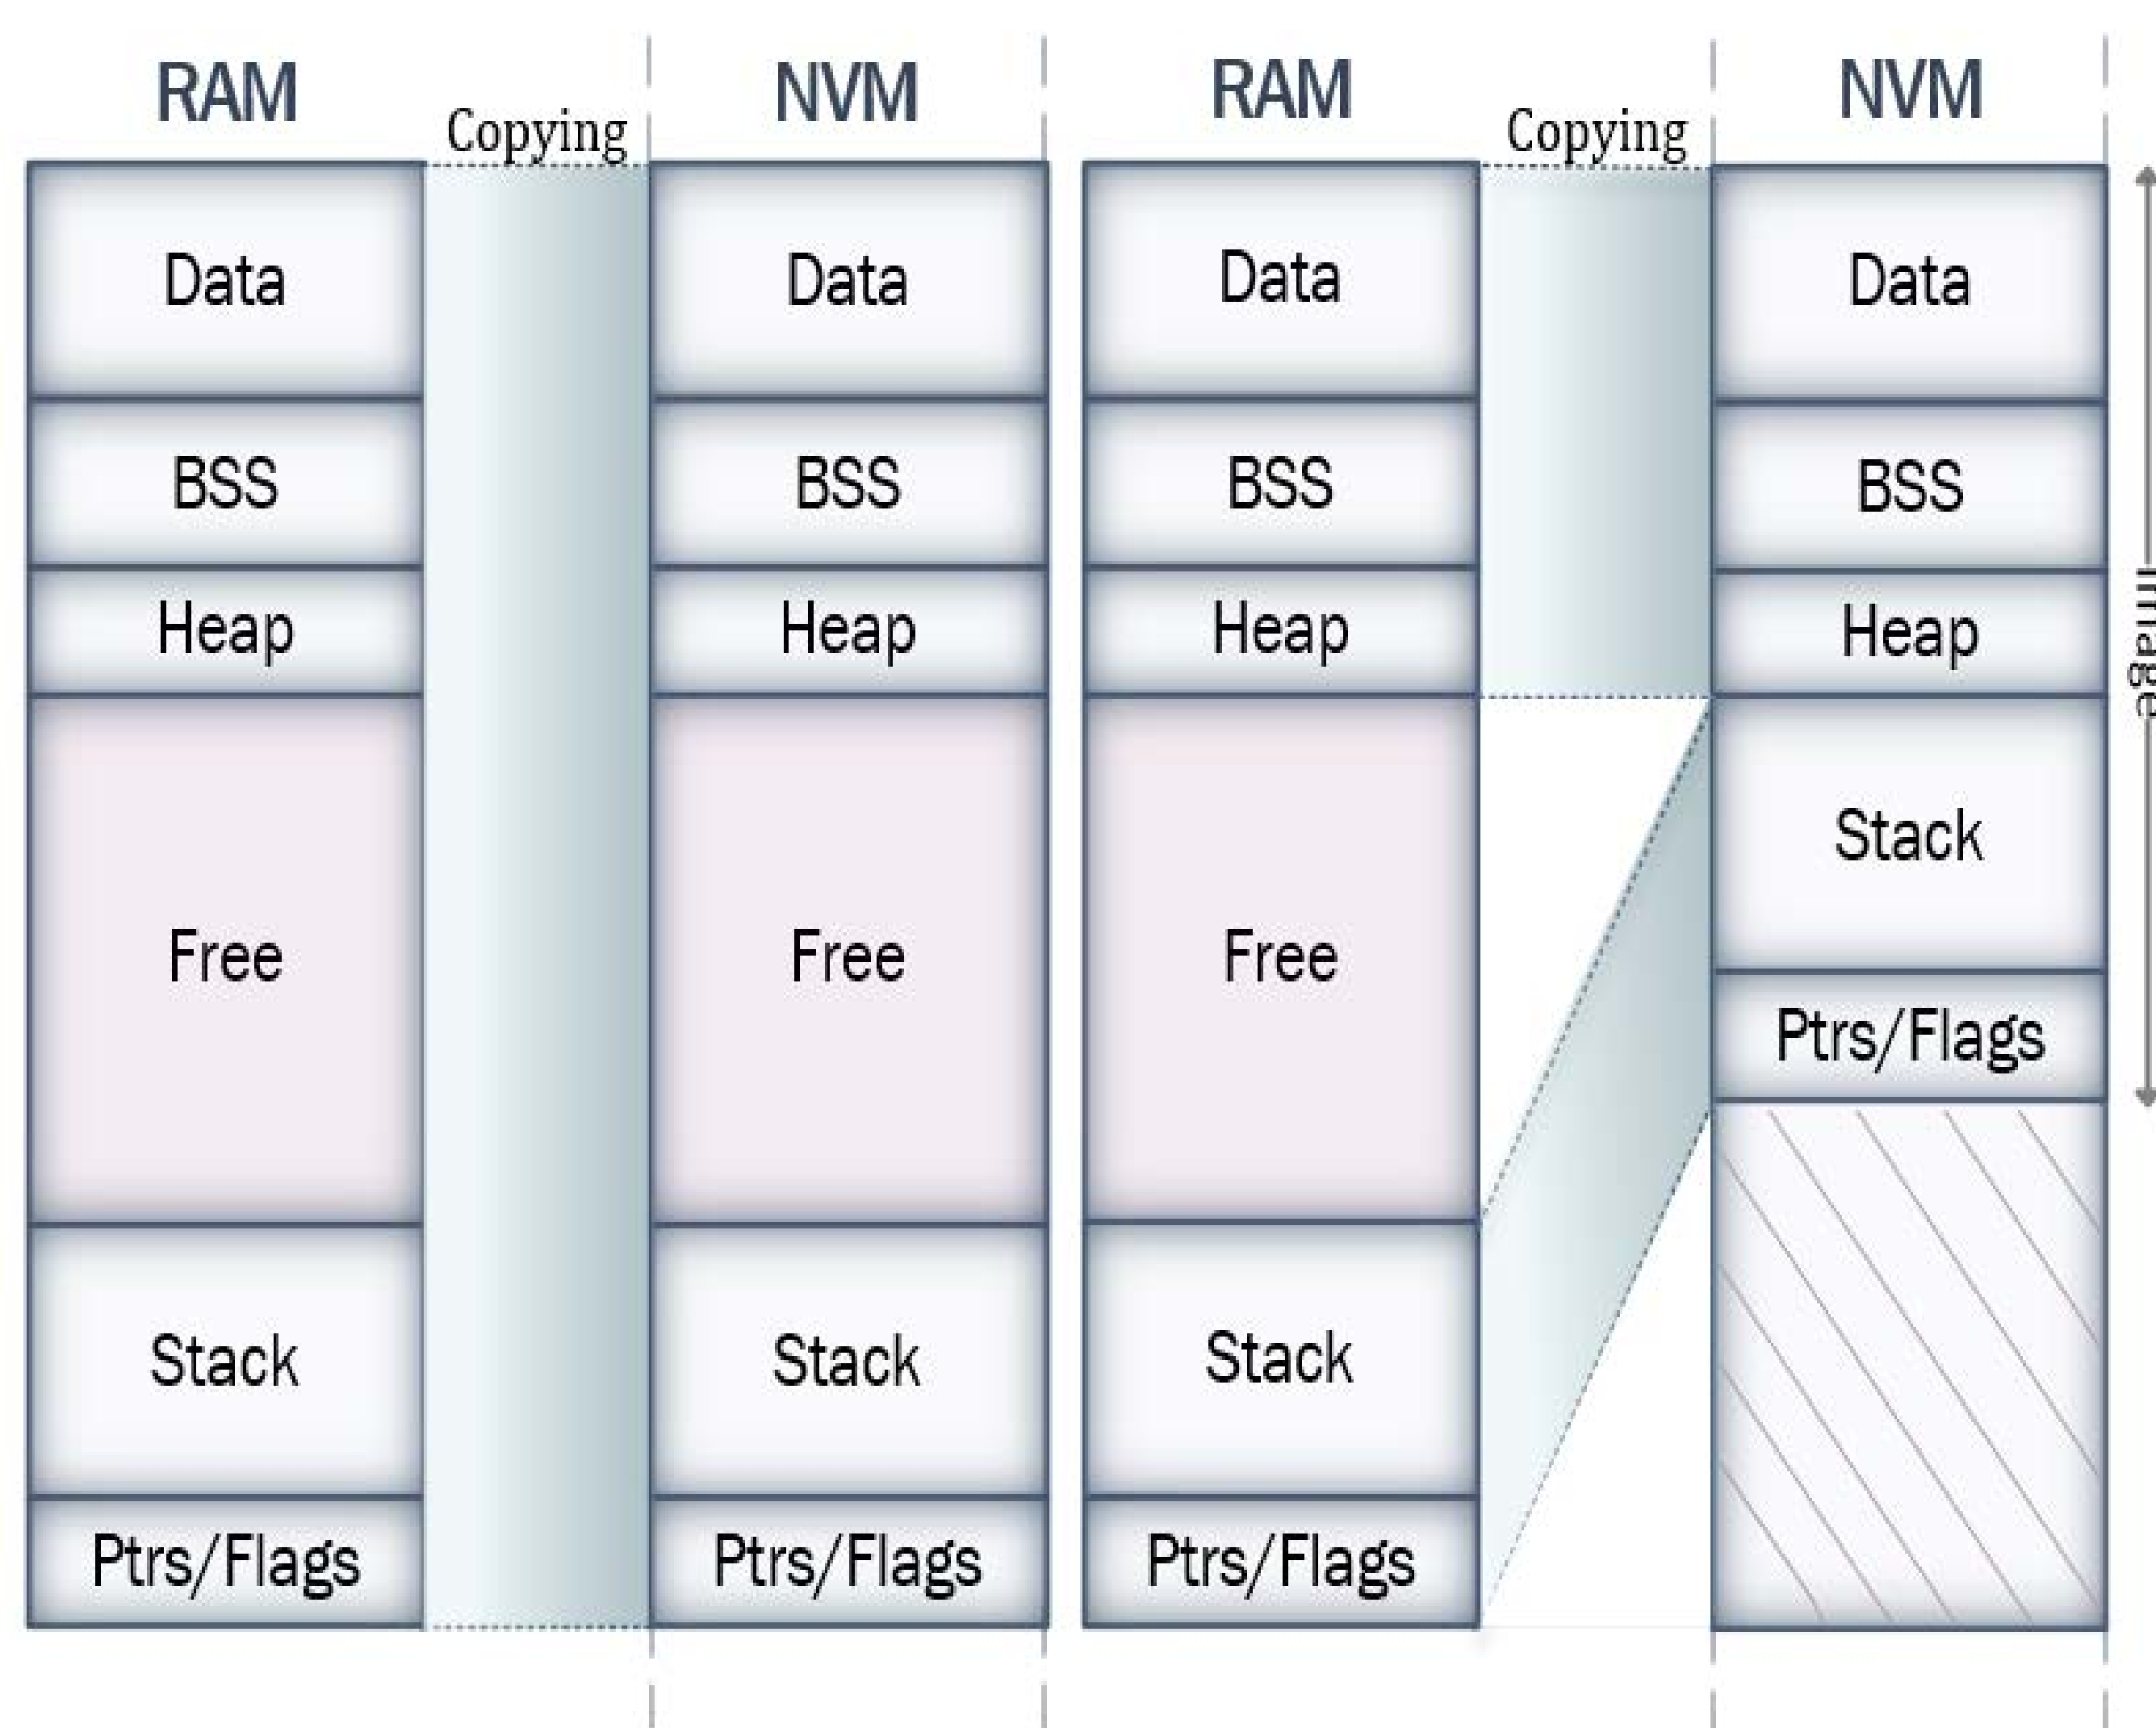 RAM
Copying
NVM
RAM
Copying
NVM
Data
BSS
Heap
Free
Stack
Ptrs/Flags
Data
BSS
Heap
Free
Stack
Ptrs/Flags
Data
BSS
Heap
Free
Stack
Ptrs/Flags
Data
BSS
Heap
Stack
Ptrs/Flags
Image